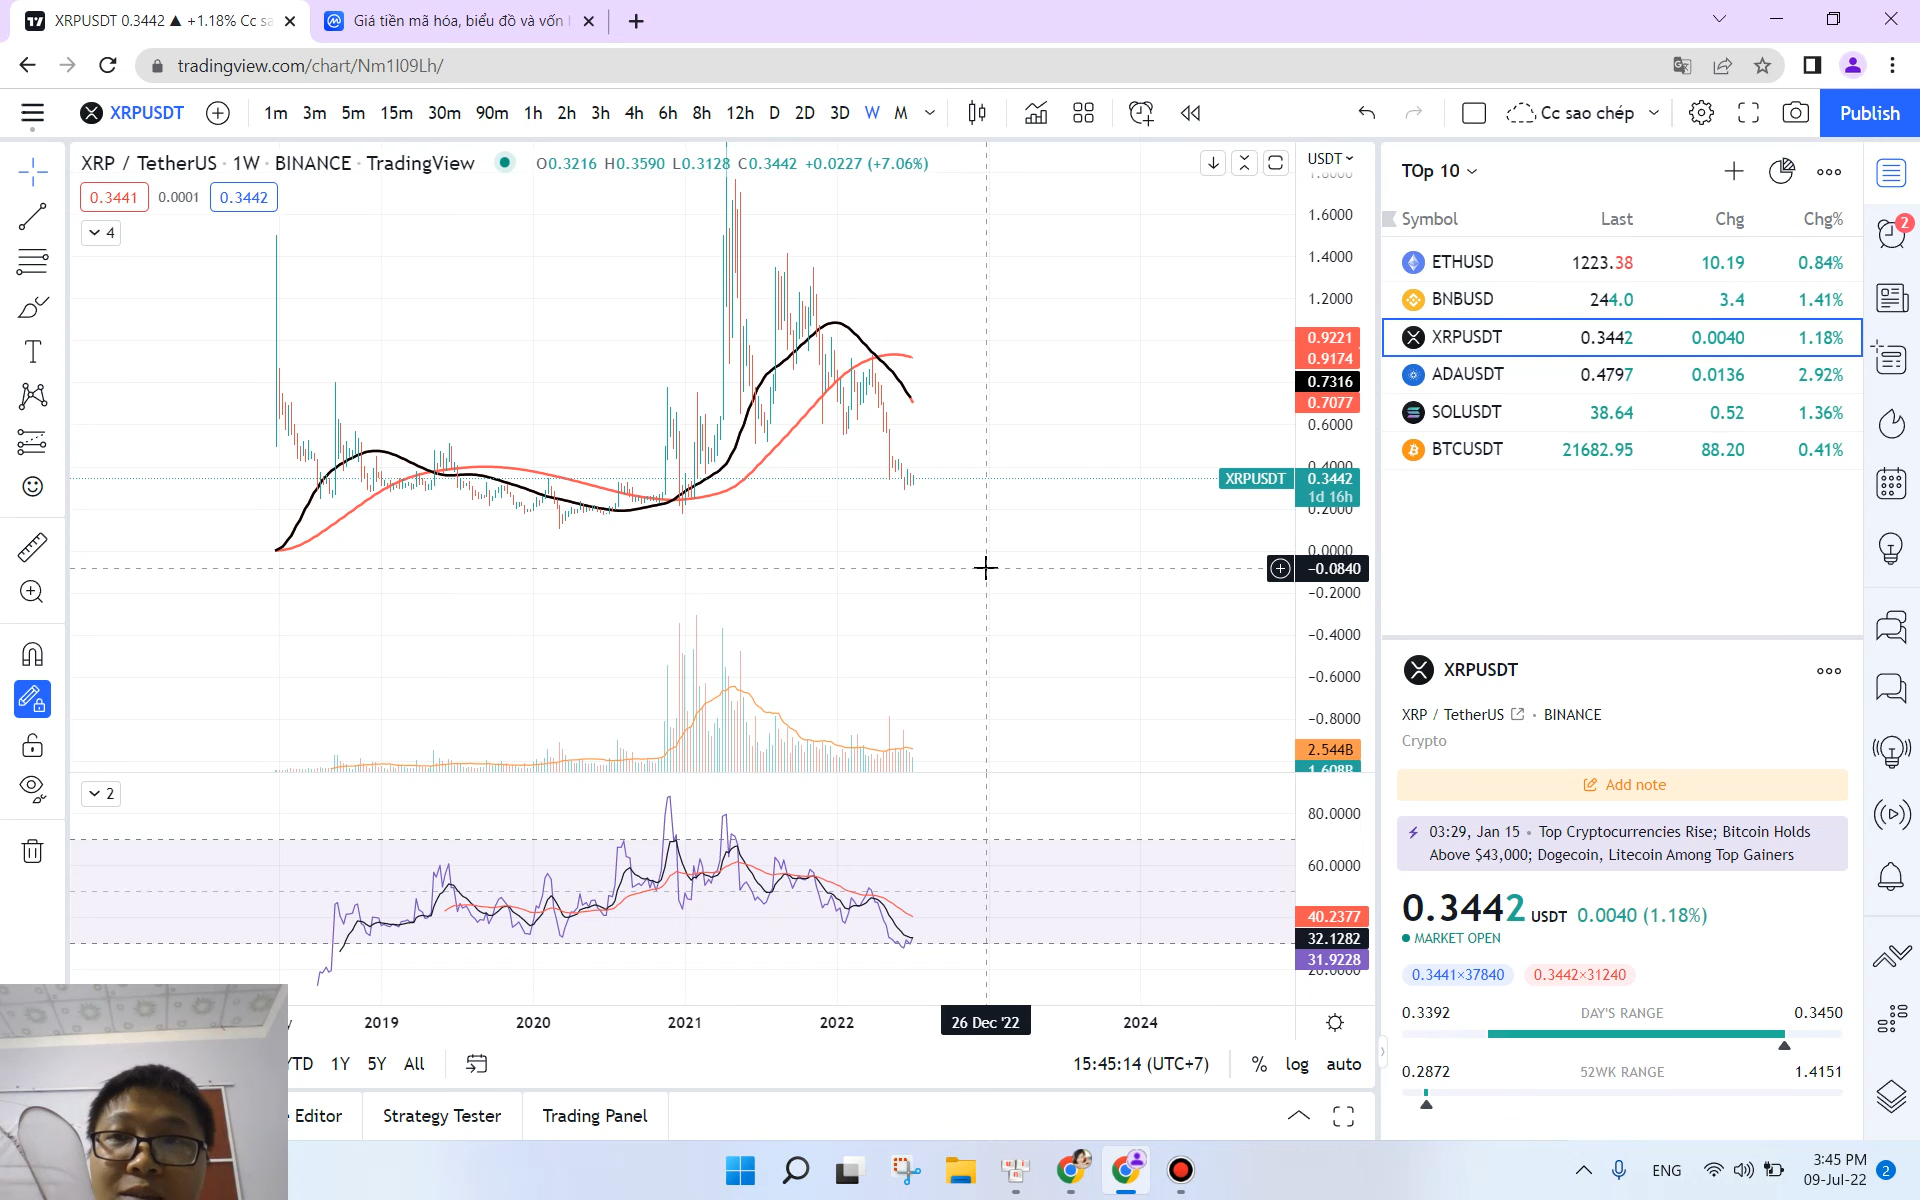 XRPUSDT 0.3442 ▲ +1.18% Cc sa
Giá tiền mã hóa, biểu đồ và vốn
tradingview.com/chart/Nm1I09Lh/
XRPUSDT 1m 3m 5m 15m 30m 90m 1h 2h 3h 4h 6h 8h 12h D 2D 3D W M Cc sao chép Publish
XRP / TetherUS · 1W · BINANCE · TradingView O0.3216 H0.3590 L0.3128 C0.3442 +0.0227 (+7.06%)
0.3441 0.0001 0.3442
4
USDT
1.6000
1.4000
1.2000
0.9221
0.9174
0.7316
0.7077
0.6000
0.4000
XRPUSDT 0.3442
1d 16h
0.2000
0.0000
−0.0840
−0.2000
−0.4000
−0.6000
−0.8000
2.544B
1.608B
2
80.0000
60.0000
40.2377
32.1282
31.9228
20.0000
2019 2020 2021 2022 26 Dec '22 2024
YTD 1Y 5Y All 15:45:14 (UTC+7) % log auto
Editor Strategy Tester Trading Panel
TOp 10
Symbol Last Chg Chg%
ETHUSD 1223.38 10.19 0.84%
BNBUSD 244.0 3.4 1.41%
XRPUSDT 0.3442 0.0040 1.18%
ADAUSDT 0.4797 0.0136 2.92%
SOLUSDT 38.64 0.52 1.36%
BTCUSDT 21682.95 88.20 0.41%
XRPUSDT
XRP / TetherUS · BINANCE
Crypto
Add note
03:29, Jan 15 • Top Cryptocurrencies Rise; Bitcoin Holds
Above $43,000; Dogecoin, Litecoin Among Top Gainers
0.3442 USDT 0.0040 (1.18%)
MARKET OPEN
0.3441×37840 0.3442×31240
0.3392 DAY'S RANGE 0.3450
0.2872 52WK RANGE 1.4151
2
ENG
3:45 PM
09-Jul-22
2